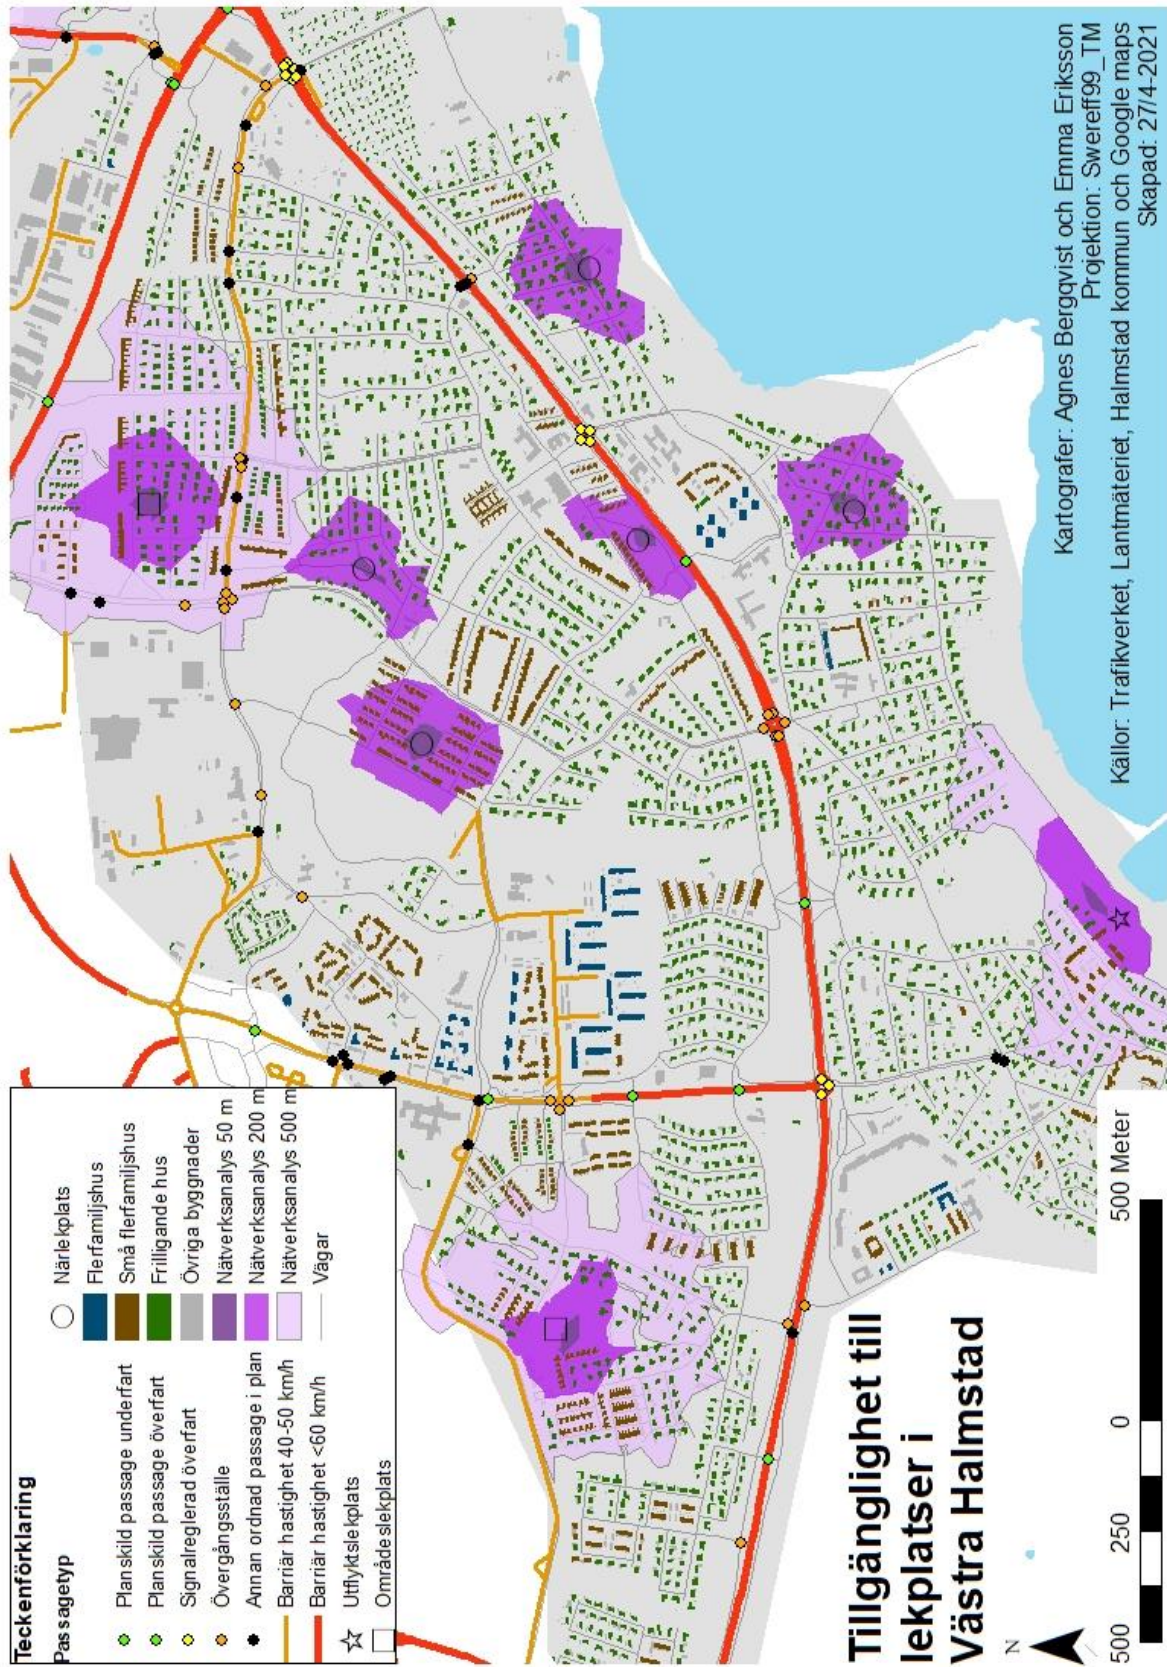 Teckenförklaring
Passagetyp
Planskild passage underfart
Planskild passage överfart
Signalreglerad överfart
Övergångsställe
Annan ordnad passage i plan
Barriär hastighet 40-50 km/h
Barriär hastighet <60 km/h
Utflyktslekplats
Områdeslekplats
Närlekplats
Flerfamiljshus
Små flerfamiljshus
Frilligande hus
Övriga byggnader
Nätverksanalys 50 m
Nätverksanalys 200 m
Nätverksanalys 500 m
Vägar
Tillgänglighet till
lekplatser i
Västra Halmstad
N
500 250 0 500 Meter
Kartografer: Agnes Bergqvist och Emma Eriksson
Projektion: Swereff99_TM
Källor: Trafikverket, Lantmäteriet, Halmstad kommun och Google maps
Skapad: 27/4-2021